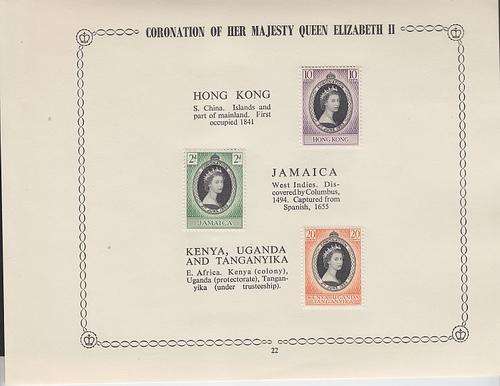 CORONATION OF HER MAJESTY QUEEN ELIZABETH II
HONG KONG
S. China. Islands and
part of mainland. First
occupied 1841
10 10
HONG KONG
2d 2d
JAMAICA
JAMAICA
West Indies. Dis-
covered by Columbus,
1494. Captured from
Spanish, 1655
KENYA, UGANDA
AND TANGANYIKA
E. Africa. Kenya (colony),
Uganda (protectorate), Tangan-
yika (under trusteeship).
20 20
KENYA UGANDA
22